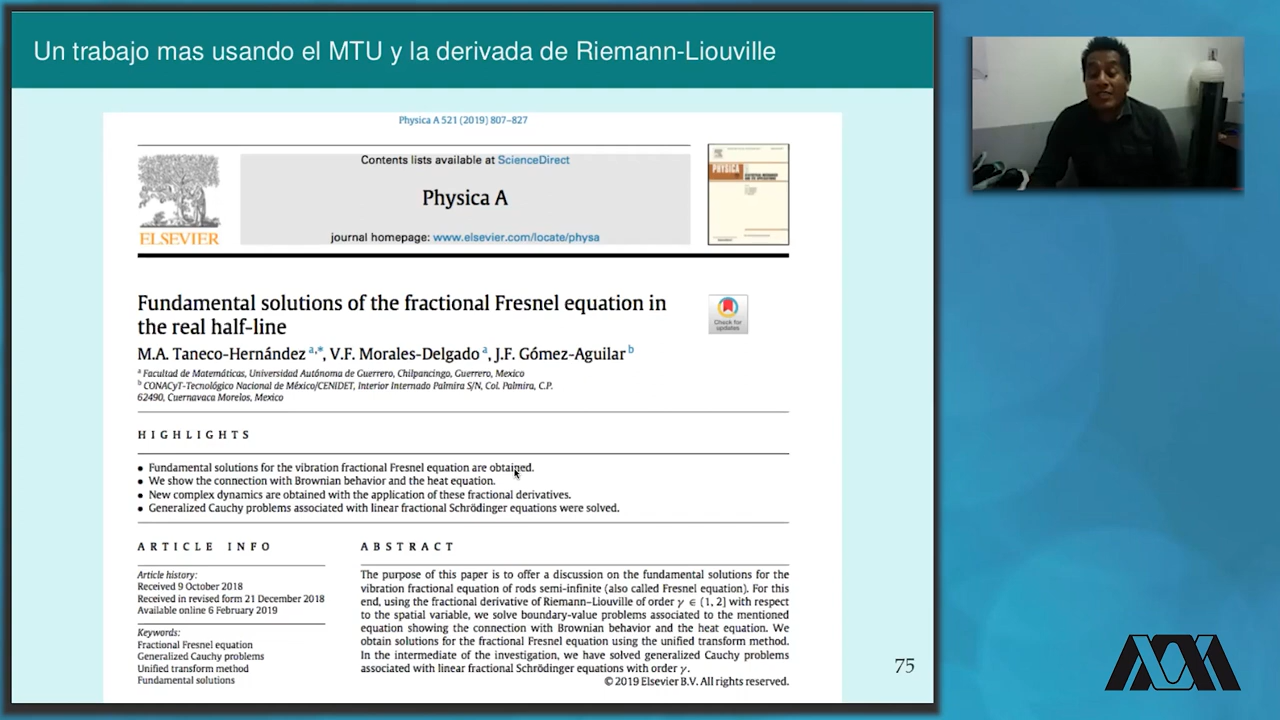 Un trabajo mas usando el MTU y la derivada de Riemann-Liouville
Physica A 521 (2019) 807–827
Contents lists available at ScienceDirect
Physica A
journal homepage: www.elsevier.com/locate/physa
ELSEVIER
PHYSICA
Fundamental solutions of the fractional Fresnel equation in
the real half-line
Check for
updates
M.A. Taneco-Hernández a,*, V.F. Morales-Delgado a, J.F. Gómez-Aguilar b
a Facultad de Matemáticas, Universidad Autónoma de Guerrero, Chilpancingo, Guerrero, Mexico
b CONACyT-Tecnológico Nacional de México/CENIDET, Interior Internado Palmira S/N, Col. Palmira, C.P.
62490, Cuernavaca Morelos, Mexico
HIGHLIGHTS
• Fundamental solutions for the vibration fractional Fresnel equation are obtained.
• We show the connection with Brownian behavior and the heat equation.
• New complex dynamics are obtained with the application of these fractional derivatives.
• Generalized Cauchy problems associated with linear fractional Schrödinger equations were solved.
ARTICLE INFO
Article history:
Received 9 October 2018
Received in revised form 21 December 2018
Available online 6 February 2019
Keywords:
Fractional Fresnel equation
Generalized Cauchy problems
Unified transform method
Fundamental solutions
ABSTRACT
The purpose of this paper is to offer a discussion on the fundamental solutions for the
vibration fractional equation of rods semi-infinite (also called Fresnel equation). For this
end, using the fractional derivative of Riemann–Liouville of order γ ∈ (1, 2] with respect
to the spatial variable, we solve boundary-value problems associated to the mentioned
equation showing the connection with Brownian behavior and the heat equation. We
obtain solutions for the fractional Fresnel equation using the unified transform method.
In the intermediate of the investigation, we have solved generalized Cauchy problems
associated with linear fractional Schrödinger equations with order γ.
© 2019 Elsevier B.V. All rights reserved.
75